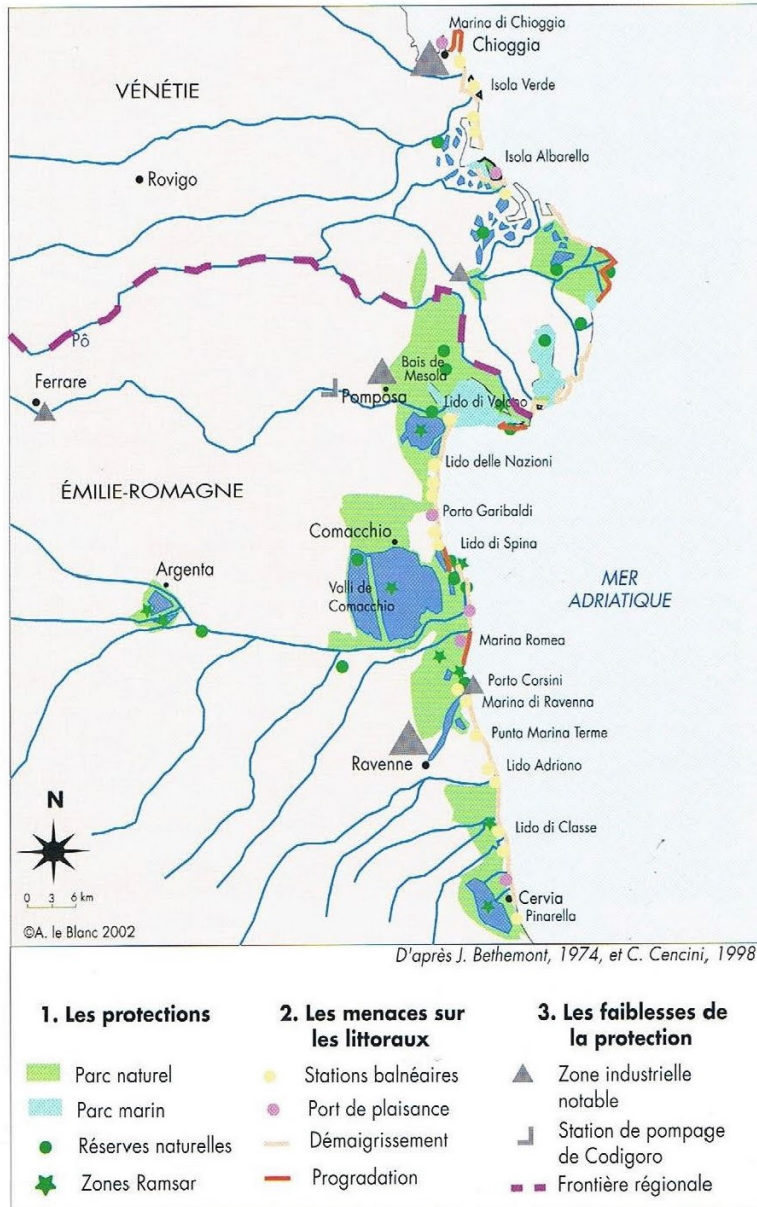 Marina di Chioggia
Chioggia
VÉNÉTIE
Isola Verde
Isola Albarella
Rovigo
Pô
Bois de
Mesola
Ferrare
Pomposa
Lido di Volano
Lido delle Nazioni
ÉMILIE-ROMAGNE
Porto Garibaldi
Comacchio
Lido di Spina
Argenta
MER
ADRIATIQUE
Valli de
Comacchio
Marina Romea
Porto Corsini
Marina di Ravenna
Punta Marina Terme
Ravenne
Lido Adriano
N
Lido di Classe
0 3 6 km
Cervia
Pinarella
©A. le Blanc 2002
D'après J. Bethemont, 1974, et C. Cencini, 1998
1. Les protections
Parc naturel
Parc marin
Réserves naturelles
Zones Ramsar
2. Les menaces sur
les littoraux
Stations balnéaires
Port de plaisance
Démaigrissement
Progradation
3. Les faiblesses de
la protection
Zone industrielle
notable
Station de pompage
de Codigoro
Frontière régionale